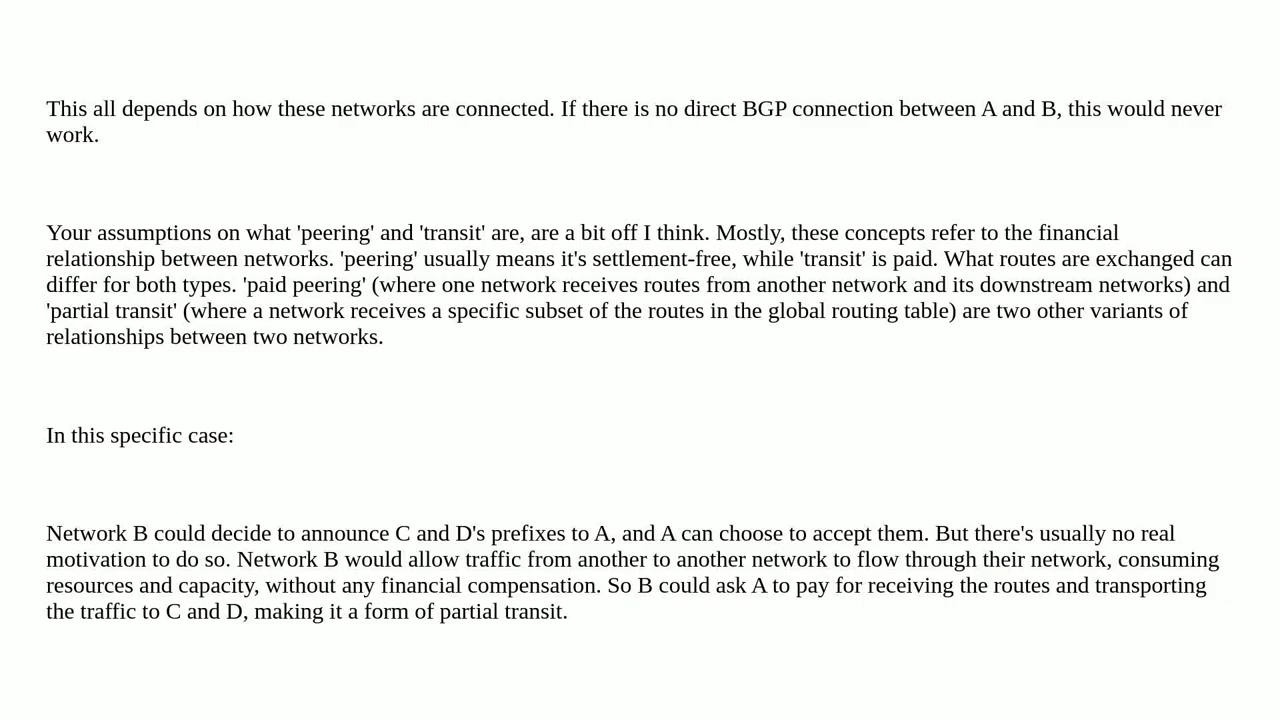 This all depends on how these networks are connected. If there is no direct BGP connection between A and B, this would never
work.
Your assumptions on what 'peering' and 'transit' are, are a bit off I think. Mostly, these concepts refer to the financial
relationship between networks. 'peering' usually means it's settlement-free, while 'transit' is paid. What routes are exchanged can
differ for both types. 'paid peering' (where one network receives routes from another network and its downstream networks) and
'partial transit' (where a network receives a specific subset of the routes in the global routing table) are two other variants of
relationships between two networks.
In this specific case:
Network B could decide to announce C and D's prefixes to A, and A can choose to accept them. But there's usually no real
motivation to do so. Network B would allow traffic from another to another network to flow through their network, consuming
resources and capacity, without any financial compensation. So B could ask A to pay for receiving the routes and transporting
the traffic to C and D, making it a form of partial transit.